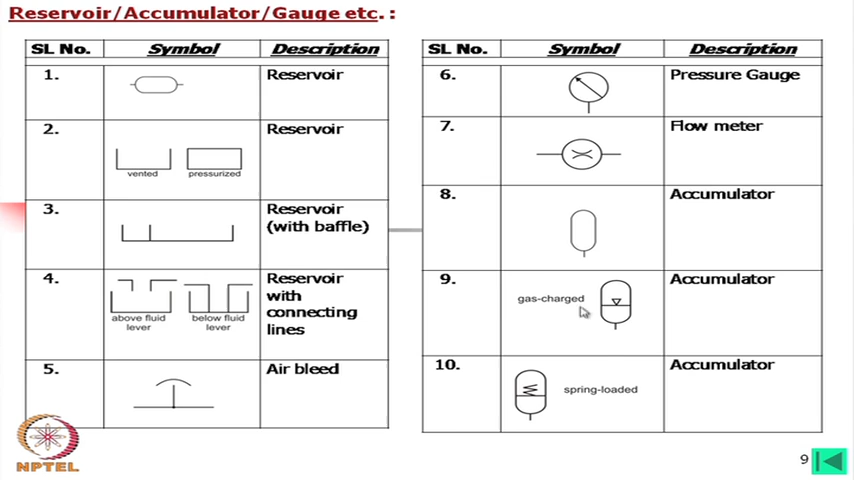 Reservoir/Accumulator/Gauge etc.:
SL No. Symbol Description
1. Reservoir
2. Reservoir
vented pressurized
3. Reservoir
(with baffle)
4. Reservoir
with
connecting
lines
above fluid
lever
below fluid
lever
5. Air bleed
SL No. Symbol Description
6. Pressure Gauge
7. Flow meter
8. Accumulator
9. Accumulator
gas-charged
10. Accumulator
spring-loaded
NPTEL
9